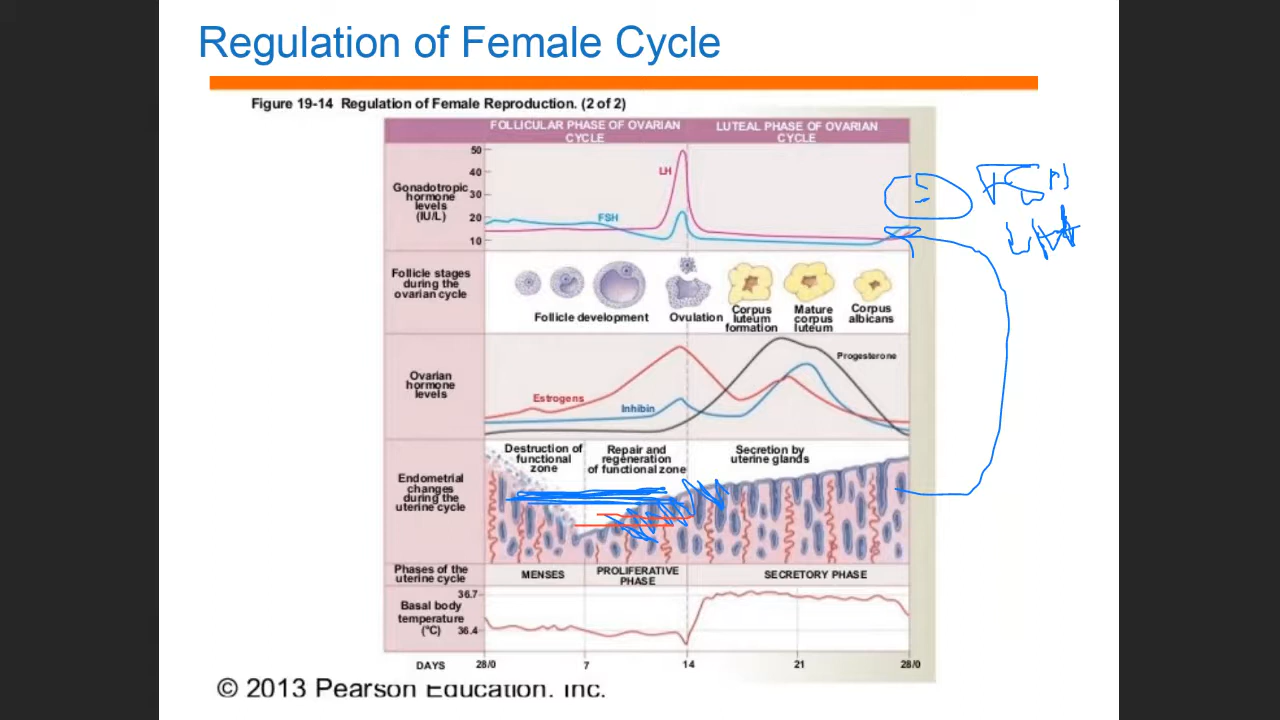 Regulation of Female Cycle
Figure 19-14 Regulation of Female Reproduction. (2 of 2)
FOLLICULAR PHASE OF OVARIAN
CYCLE
LUTEAL PHASE OF OVARIAN
CYCLE
Gonadotropic
hormone
levels
(IU/L)
50
40
30
20
10
LH
FSH
FSH
LH
Follicle stages
during the
ovarian cycle
Follicle development
Ovulation
Corpus
luteum
formation
Mature
corpus
luteum
Corpus
albicans
Ovarian
hormone
levels
Estrogens
Inhibin
Progesterone
Endometrial
changes
during the
uterine cycle
Destruction of
functional
zone
Repair and
regeneration
of functional zone
Secretion by
uterine glands
Phases of the
uterine cycle
MENSES
PROLIFERATIVE
PHASE
SECRETORY PHASE
Basal body
temperature
(°C)
36.7
36.4
DAYS
28/0
7
14
21
28/0
© 2013 Pearson Education, Inc.